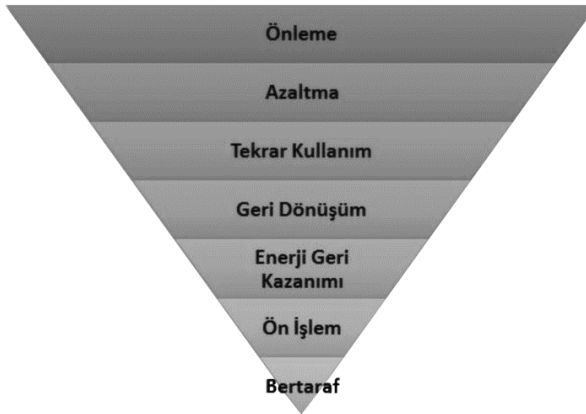 Önleme
Azaltma
Tekrar Kullanım
Geri Dönüşüm
Enerji Geri
Kazanımı
Ön İşlem
Bertaraf